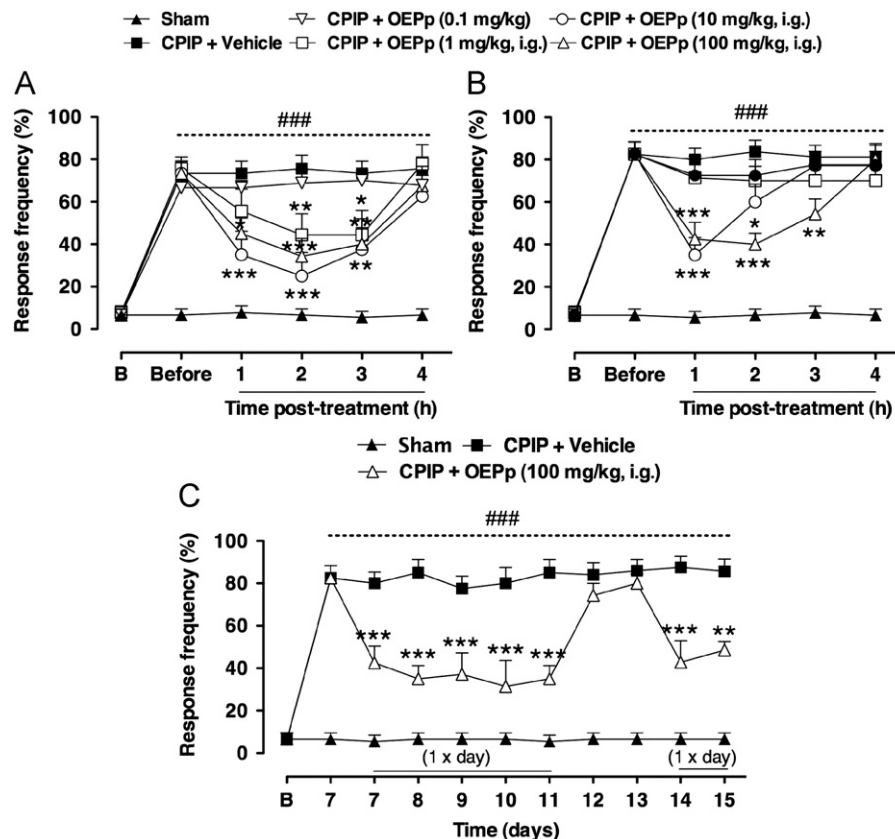 Sham
CPIP + OEPp (0.1 mg/kg)
CPIP + OEPp (10 mg/kg, i.g.)
CPIP + Vehicle
CPIP + OEPp (1 mg/kg, i.g.)
CPIP + OEPp (100 mg/kg, i.g.)
A
###
Response frequency (%)
100
80
60
40
20
0
**
*
*
***
**
***
**
***
B Before 1 2 3 4
Time post-treatment (h)
B
###
Response frequency (%)
100
80
60
40
20
0
***
*
**
***
***
B Before 1 2 3 4
Time post-treatment (h)
Sham CPIP + Vehicle
CPIP + OEPp (100 mg/kg, i.g.)
C
###
Response frequency (%)
100
80
60
40
20
0
*** *** *** *** *** *** **
(1 x day) (1 x day)
B 7 7 8 9 10 11 12 13 14 15
Time (days)